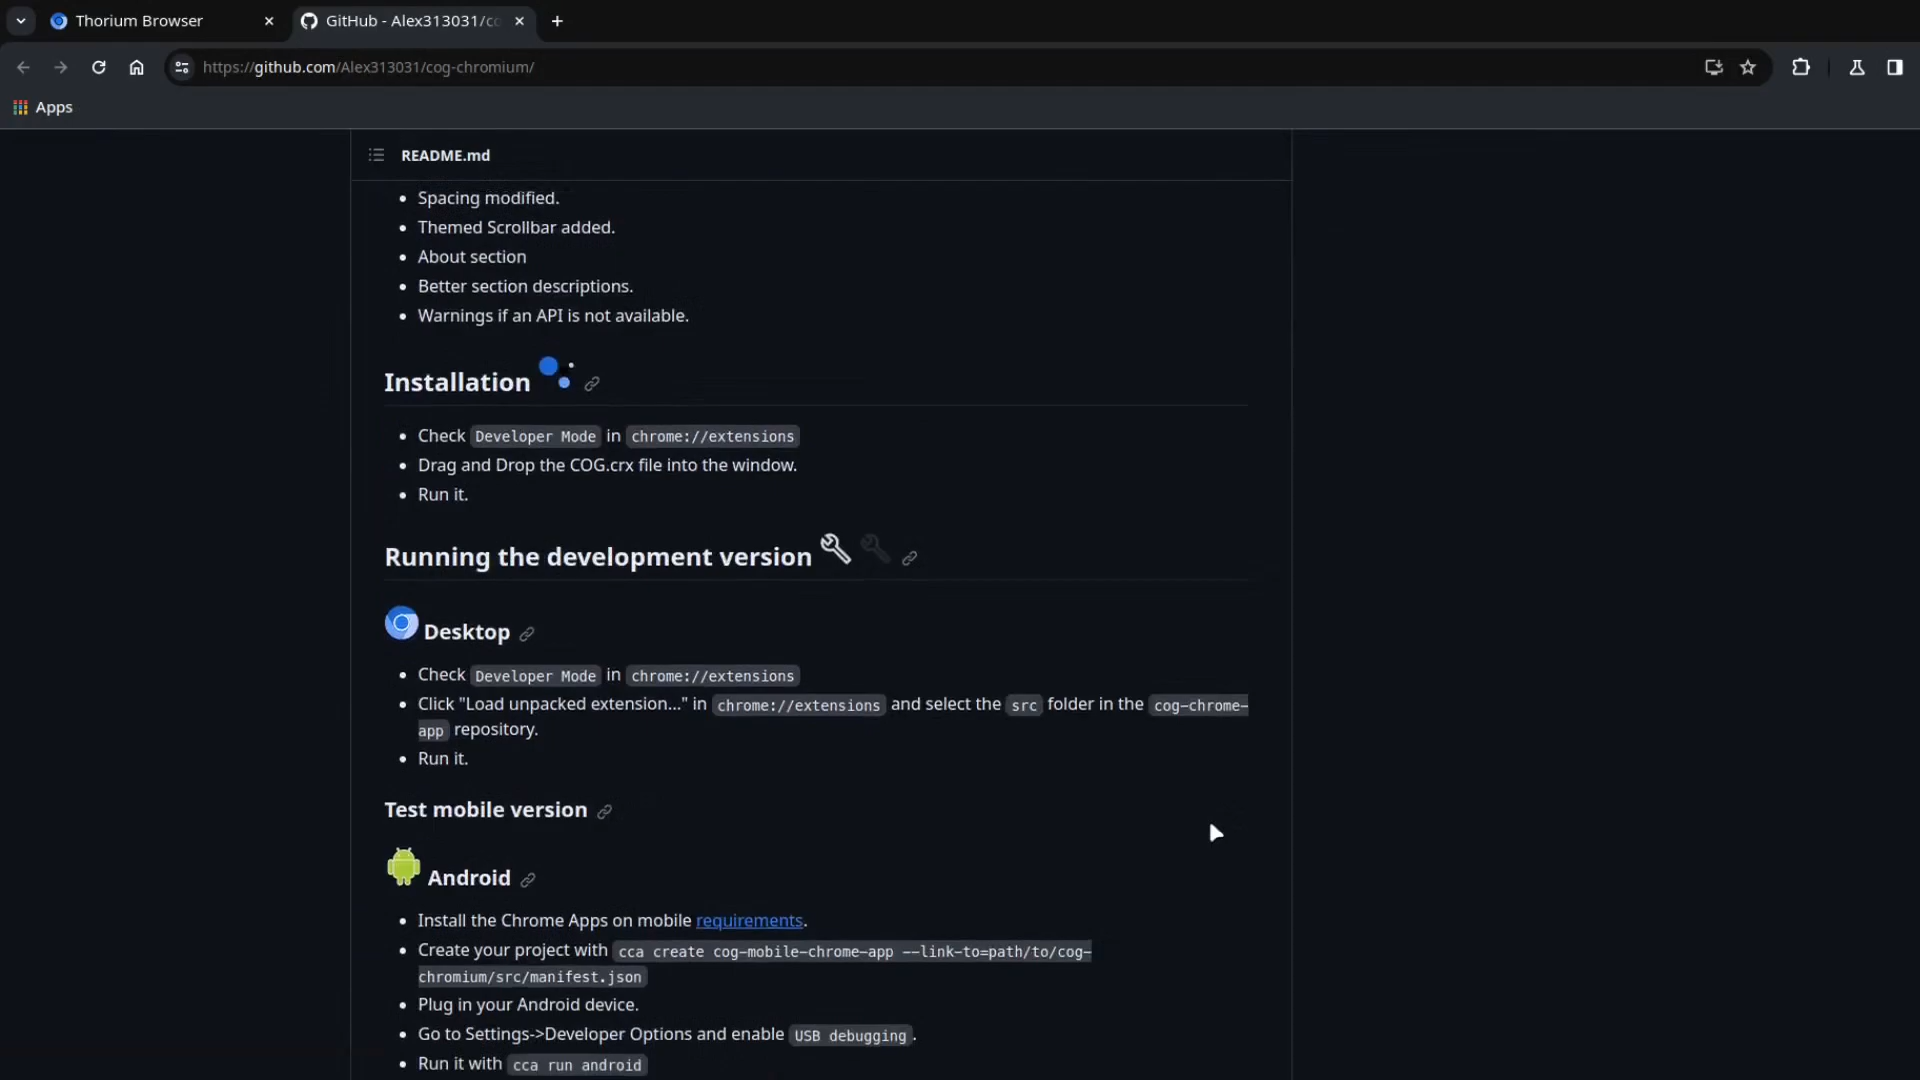 Thorium Browser
GitHub - Alex313031/co
https://github.com/Alex313031/cog-chromium/
Apps
README.md
Spacing modified.
Themed Scrollbar added.
About section
Better section descriptions.
Warnings if an API is not available.
Installation
Check Developer Mode in chrome://extensions
Drag and Drop the COG.crx file into the window.
Run it.
Running the development version
Desktop
Check Developer Mode in chrome://extensions
Click "Load unpacked extension..." in chrome://extensions and select the src folder in the cog-chrome-
app repository.
Run it.
Test mobile version
Android
Install the Chrome Apps on mobile requirements.
Create your project with cca create cog-mobile-chrome-app --link-to=path/to/cog-
chromium/src/manifest.json
Plug in your Android device.
Go to Settings->Developer Options and enable USB debugging.
Run it with cca run android